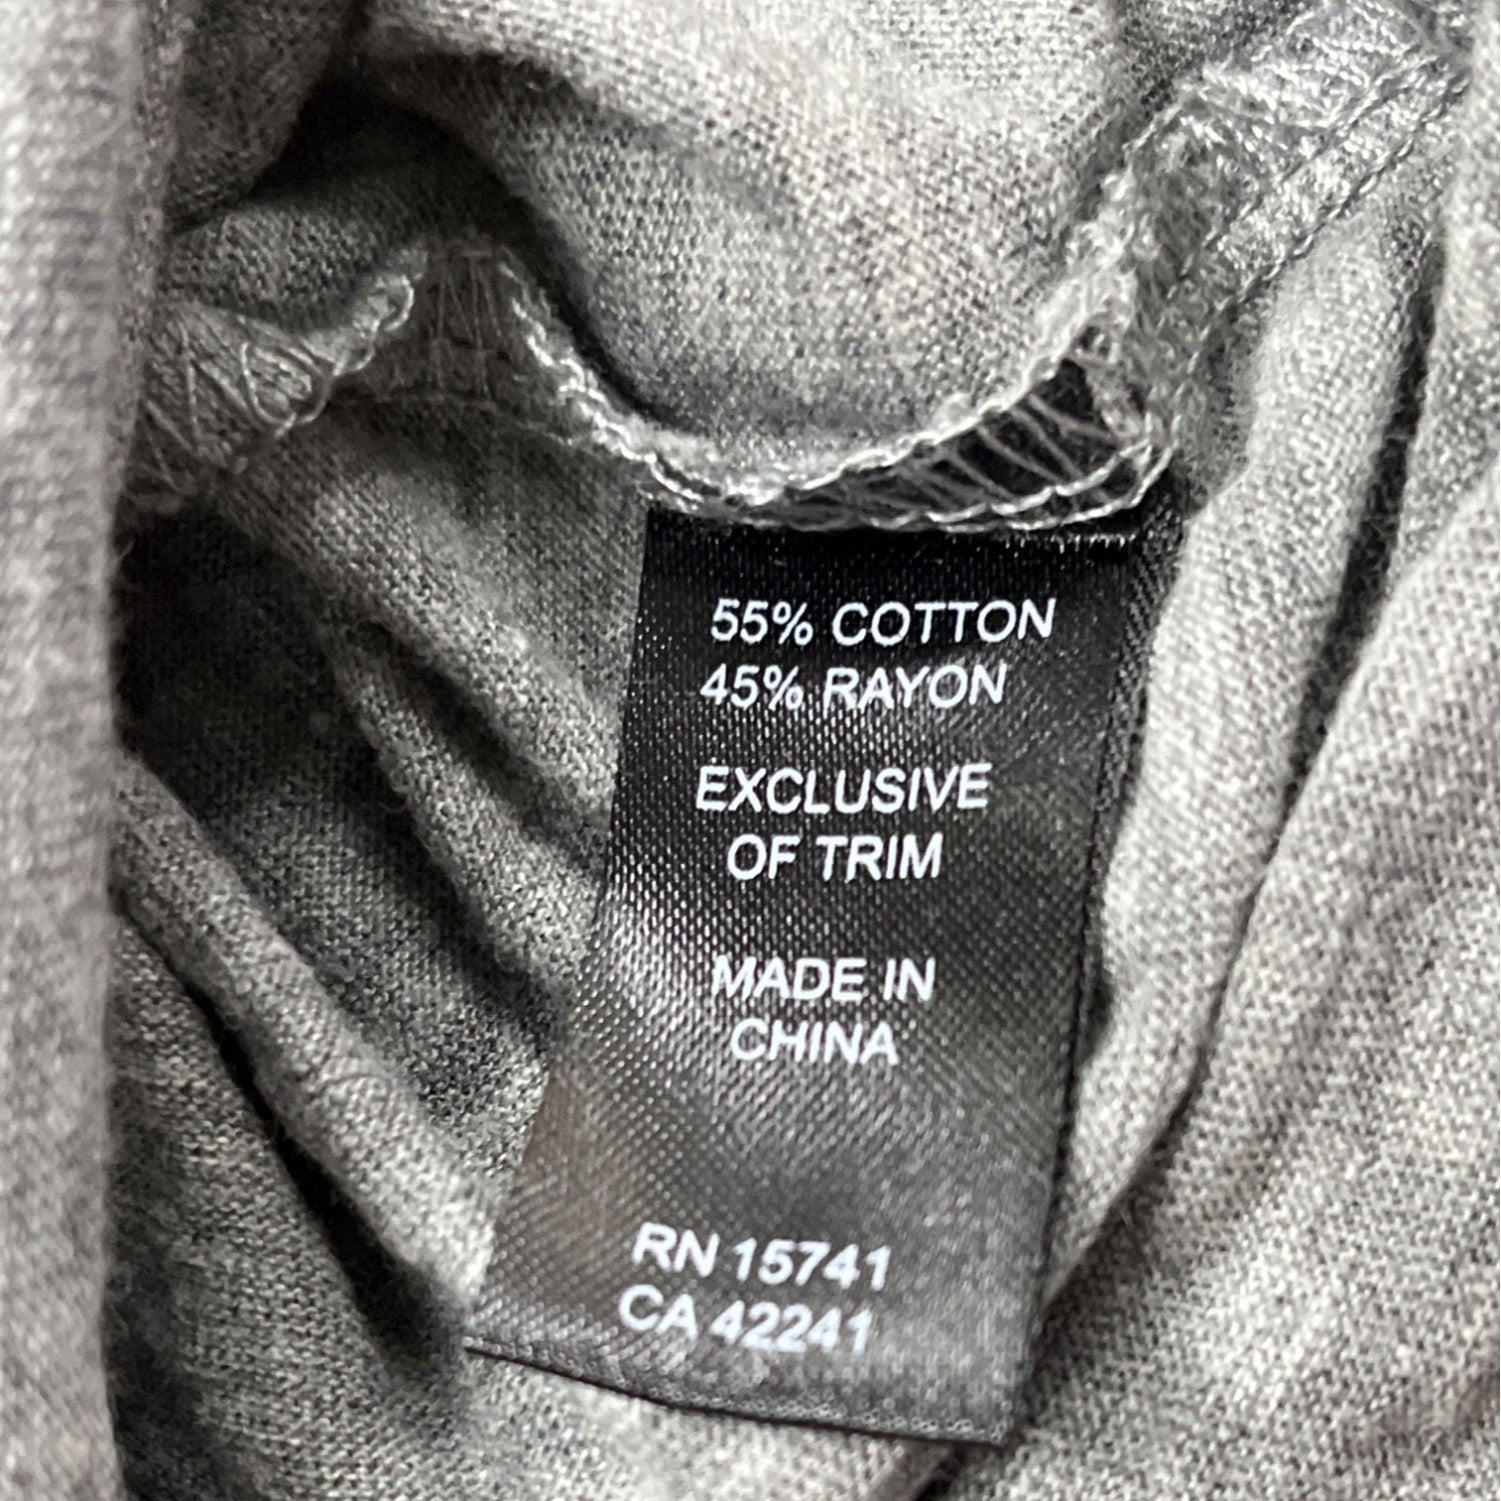 55% COTTON
45% RAYON
EXCLUSIVE
OF TRIM
MADE IN
CHINA
RN 15741
CA 42241